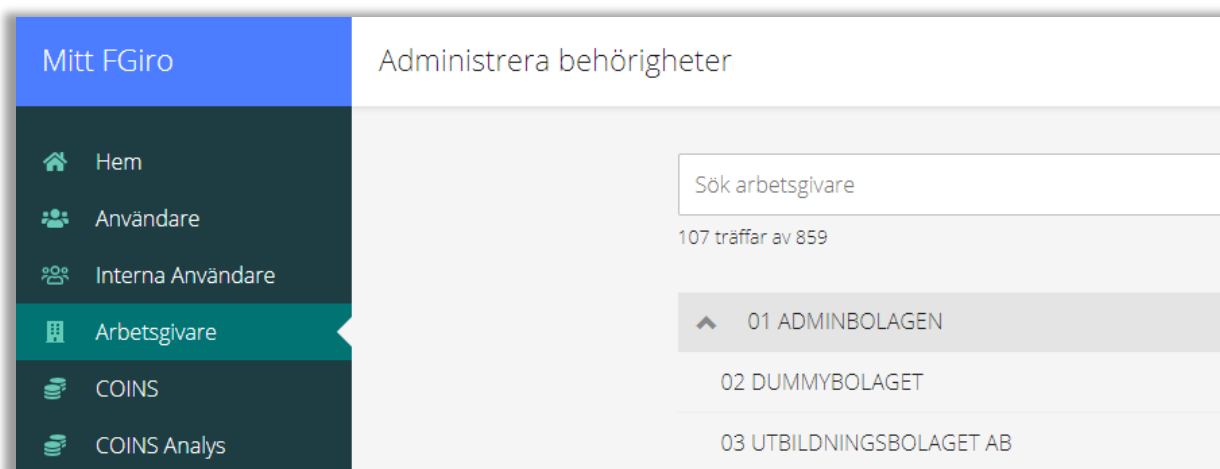 Mitt FGiro
Administrera behörigheter
Hem
Användare
Interna Användare
Arbetsgivare
COINS
COINS Analys
Sök arbetsgivare
107 träffar av 859
01 ADMINBOLAGEN
02 DUMMYBOLAGET
03 UTBILDNINGSBOLAGET AB